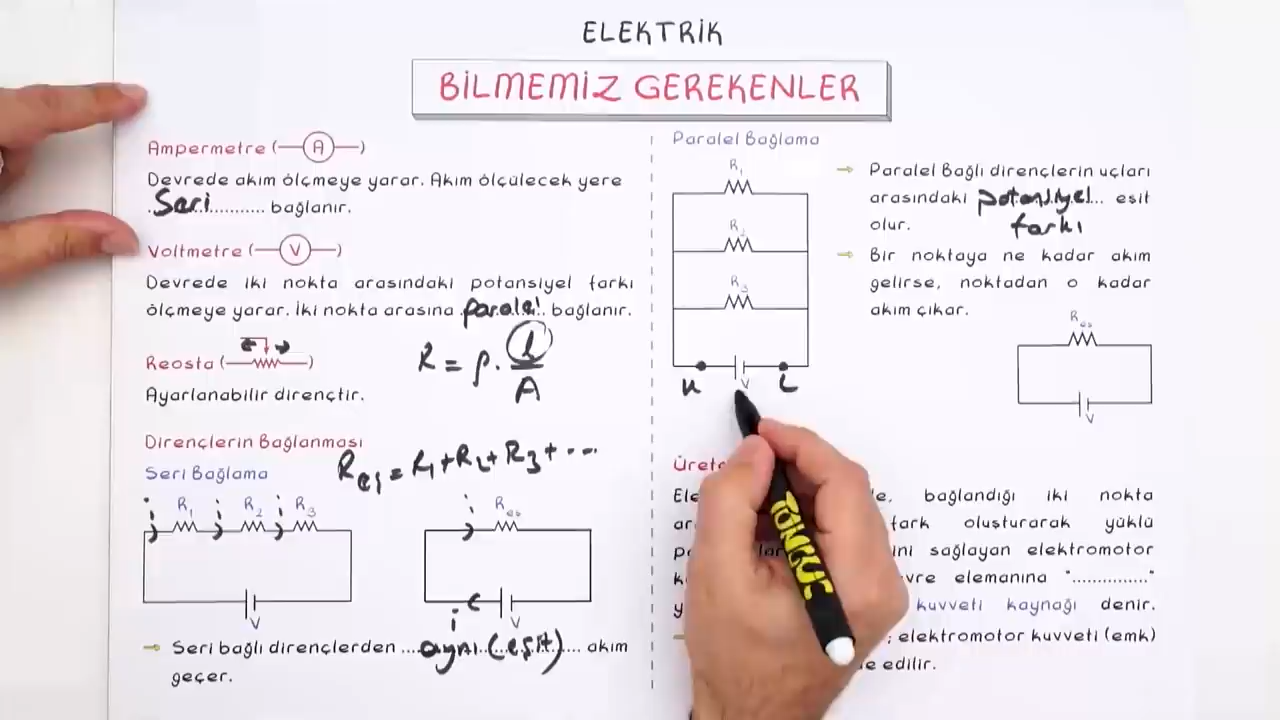 ELEKTRİK
BİLMEMİZ GEREKENLER
Ampermetre ( A )
Devrede akım ölçmeye yarar. Akım ölçülecek yere
Seri bağlanır.
Voltmetre ( V )
Devrede iki nokta arasındaki potansiyel farkı
ölçmeye yarar. İki nokta arasına paralel bağlanır.
Reosta ( )
Ayarlanabilir dirençtir.
R = ρ . l / A
Dirençlerin Bağlanması
Seri Bağlama
Reş = R1 + R2 + R3 + ...
i R1 i R2 i R3
V
i Reş
i V
Seri bağlı dirençlerden aynı (eşit) akım
geçer.
Paralel Bağlama
R1
R2
R3
K V L
Paralel Bağlı dirençlerin uçları
arasındaki potansiyel eşit
olur. farkı
Bir noktaya ne kadar akım
gelirse, noktadan o kadar
akım çıkar.
Reş
V
bağlandığı iki nokta
fark oluşturarak yüklü
sağlayan elektromotor
elemanına "..............."
kuvveti kaynağı denir.
; elektromotor kuvveti (emk)
edilir.
PANKUP